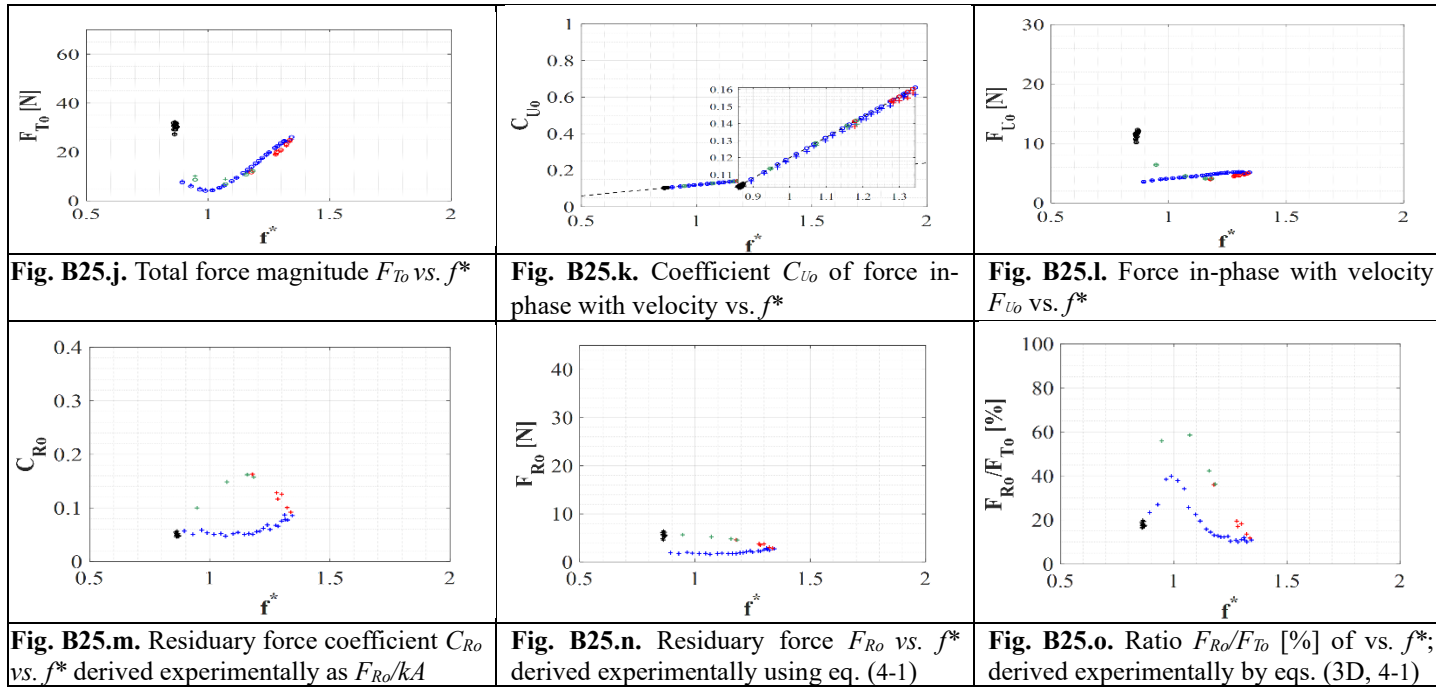 60
40
20
0
0.5
1
1.5
2
F_To [N]
f*
1
0.8
0.6
0.4
0.2
0
0.16
0.15
0.14
0.13
0.12
0.11
0.9
1
1.1
1.2
1.3
0.5
1
1.5
2
C_Uo
f*
30
20
10
0
0.5
1
1.5
2
F_Uo [N]
f*
Fig. B25.j. Total force magnitude F_To vs. f*
Fig. B25.k. Coefficient C_Uo of force in-
phase with velocity vs. f*
Fig. B25.l. Force in-phase with velocity
F_Uo vs. f*
0.4
0.3
0.2
0.1
0
0.5
1
1.5
2
C_Ro
f*
40
30
20
10
0
0.5
1
1.5
2
F_Ro [N]
f*
100
80
60
40
20
0
0.5
1
1.5
2
F_Ro/F_To [%]
f*
Fig. B25.m. Residuary force coefficient C_Ro
vs. f* derived experimentally as F_Ro/kA
Fig. B25.n. Residuary force F_Ro vs. f*
derived experimentally using eq. (4-1)
Fig. B25.o. Ratio F_Ro/F_To [%] of vs. f*;
derived experimentally by eqs. (3D, 4-1)